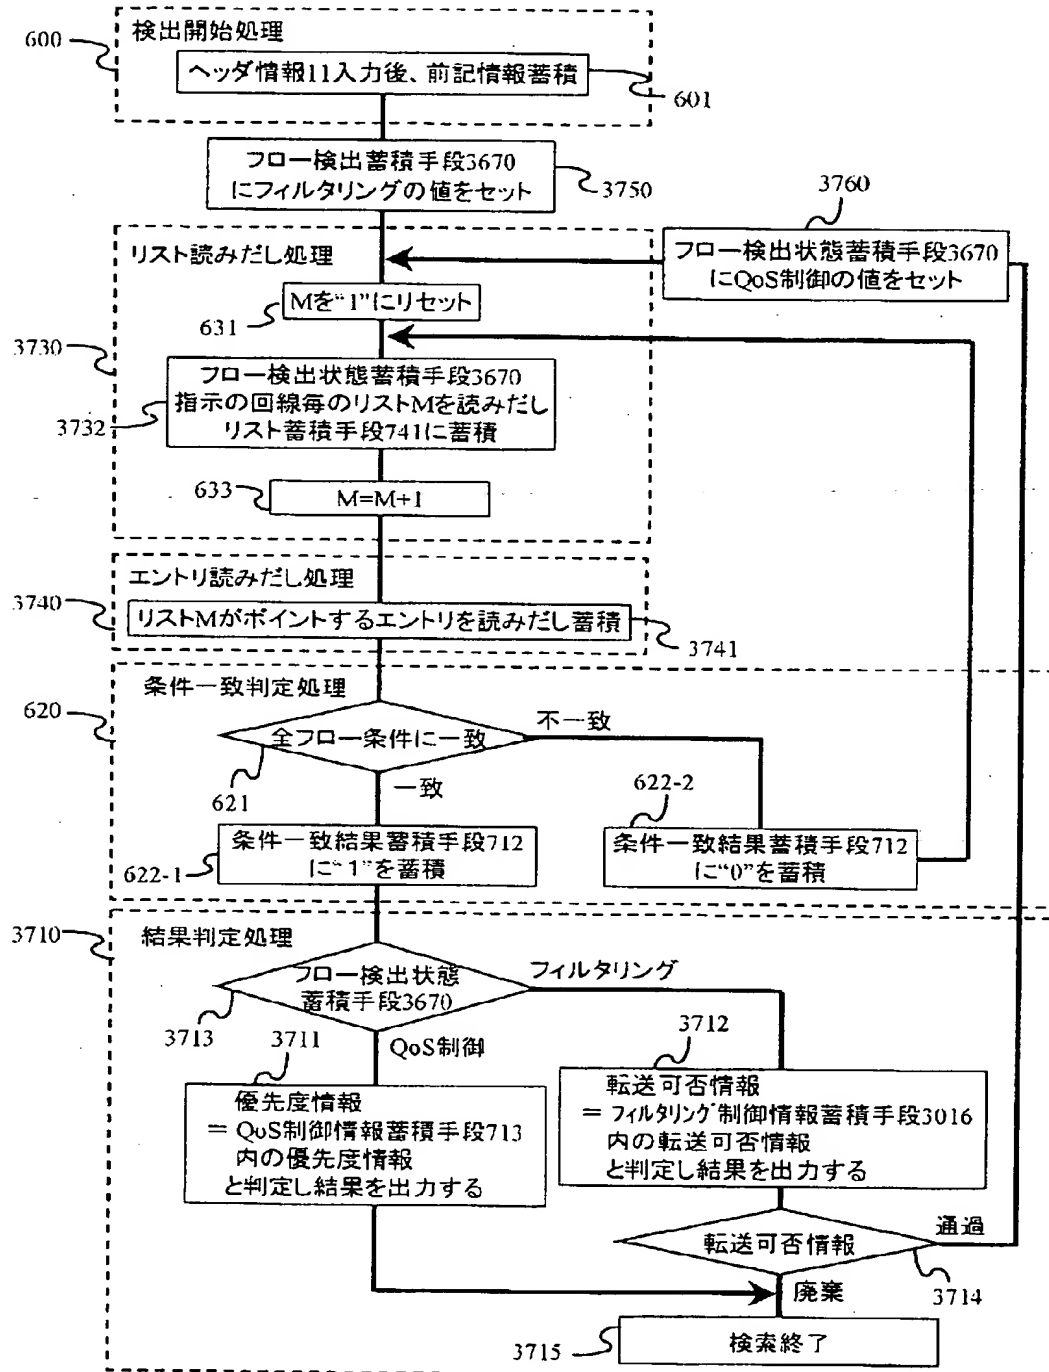 検出開始処理
600
ヘッダ情報11入力後、前記情報蓄積
601
フロー検出蓄積手段3670
にフィルタリングの値をセット
3750
3760
フロー検出状態蓄積手段3670
にQoS制御の値をセット
リスト読みだし処理
Mを“1”にリセット
631
3730
フロー検出状態蓄積手段3670
指示の回線毎のリストMを読みだし
リスト蓄積手段741に蓄積
3732
633
M=M+1
エントリ読みだし処理
3740
リストMがポイントするエントリを読みだし蓄積
3741
条件一致判定処理
620
全フロー条件に一致
不一致
621
一致
622-2
条件一致結果蓄積手段712
に“1”を蓄積
622-1
条件一致結果蓄積手段712
に“0”を蓄積
3710
結果判定処理
フロー検出状態
蓄積手段3670
フィルタリング
3713
3711
QoS制御
3712
優先度情報
= QoS制御情報蓄積手段713
内の優先度情報
と判定し結果を出力する
転送可否情報
= フィルタリング制御情報蓄積手段3016
内の転送可否情報
と判定し結果を出力する
転送可否情報
通過
3714
廃棄
3715
検索終了